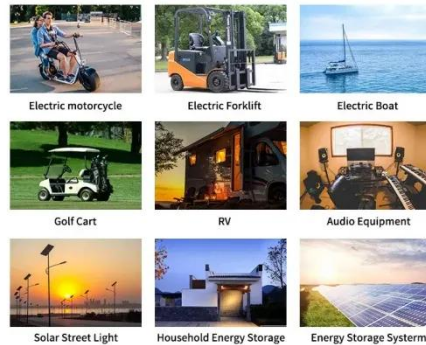 Electric motorcycle
Electric Forklift
Electric Boat
Golf Cart
RV
Audio Equipment
Solar Street Light
Household Energy Storage
Energy Storage Systerm